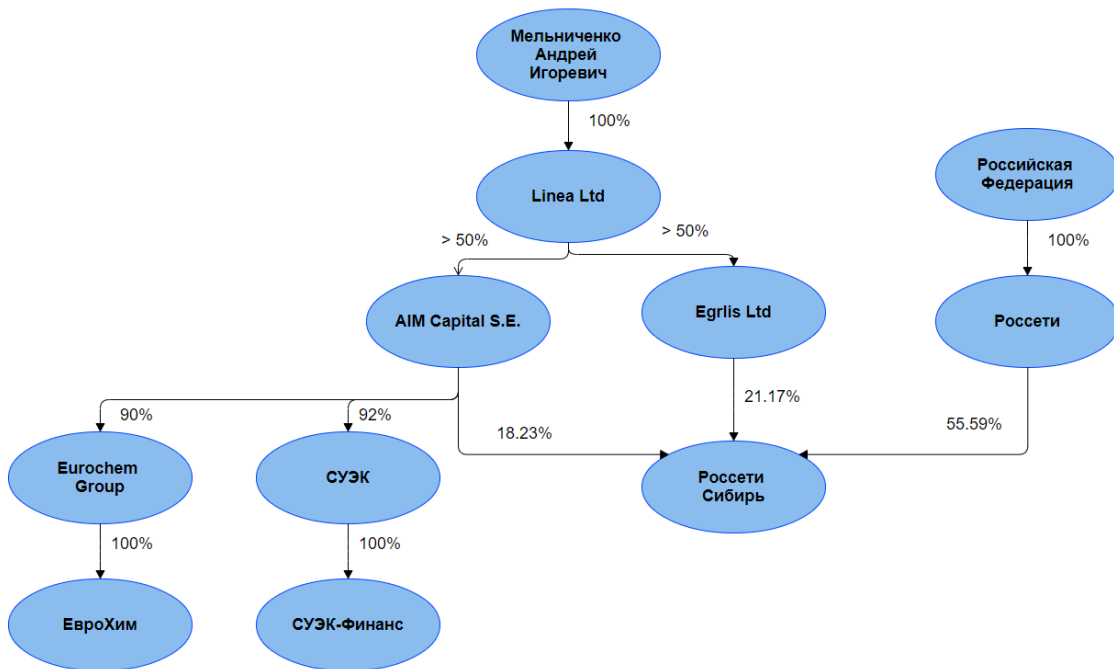 Мельниченко
Андрей
Игоревич
100%
Linea Ltd
Российская
Федерация
> 50%
> 50%
100%
AIM Capital S.E.
Egrlis Ltd
Россети
90%
92%
18.23%
21.17%
55.59%
Eurochem
Group
СУЭК
Россети
Сибирь
100%
100%
ЕвроХим
СУЭК-Финанс